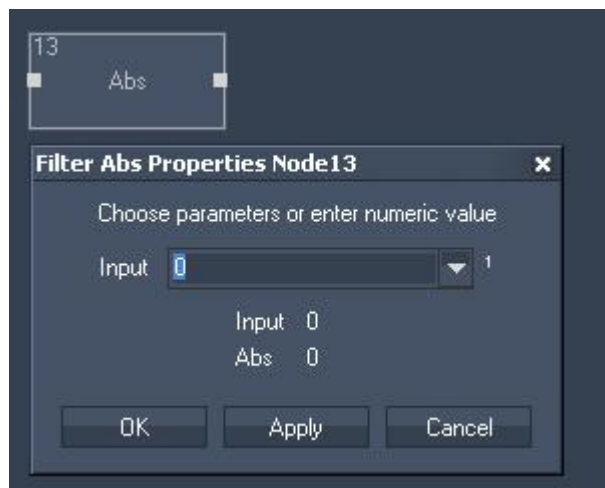 13
Abs
Filter Abs Properties Node13
Choose parameters or enter numeric value
Input 0 1
Input 0
Abs 0
OK Apply Cancel